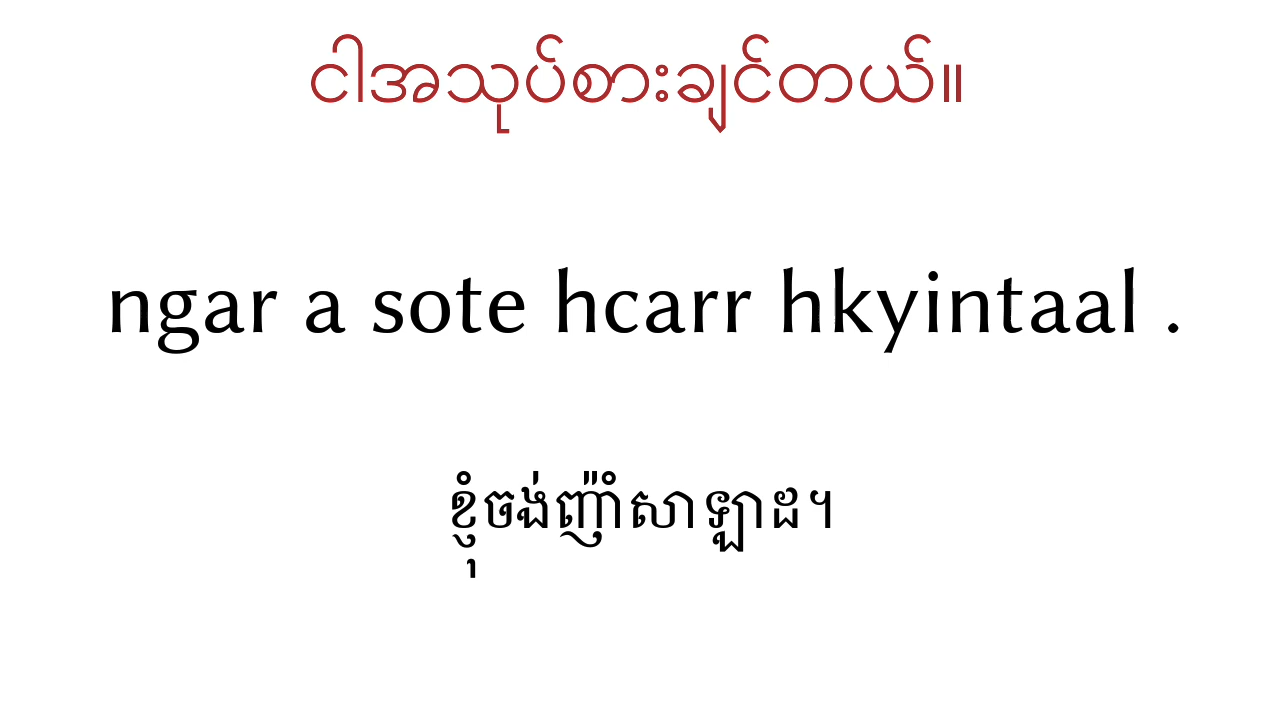 ငါအသုပ်စားချင်တယ်။
ngar a sote hcarr hkyintaal .
ខ្ញុំចង់ញ៉ាំសាឡាដ។